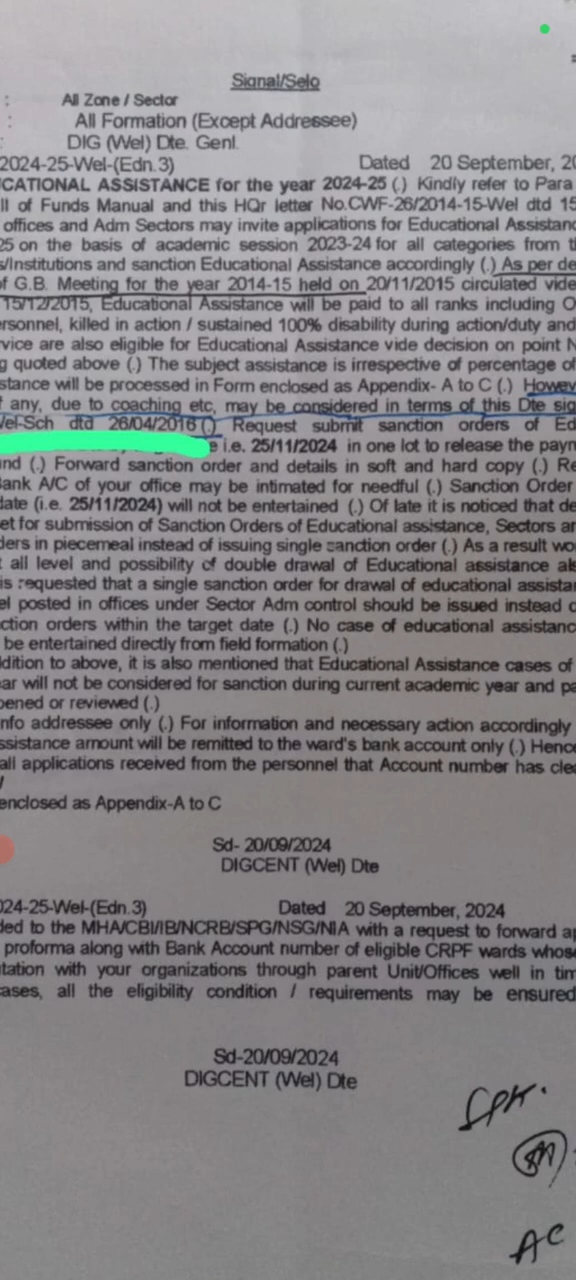 Signal/Selo
: All Zone / Sector
: All Formation (Except Addressee)
: DIG (Wel) Dte. Genl.
2024-25-Wel-(Edn.3) Dated 20 September, 20
CATIONAL ASSISTANCE for the year 2024-25 (.) Kindly refer to Para
II of Funds Manual and this HQr letter No.CWF-26/2014-15-Wel dtd 15
offices and Adm Sectors may invite applications for Educational Assistanc
25 on the basis of academic session 2023-24 for all categories from t
s/Institutions and sanction Educational Assistance accordingly (.) As per de
of G.B. Meeting for the year 2014-15 held on 20/11/2015 circulated vide
15/12/2015, Educational Assistance will be paid to all ranks including O
ersonnel, killed in action / sustained 100% disability during action/duty and
rvice are also eligible for Educational Assistance vide decision on point N
g quoted above (.) The subject assistance is irrespective of percentage of
stance will be processed in Form enclosed as Appendix- A to C (.) Howev
f any, due to coaching etc, may be considered in terms of this Dte sig
Wel-Sch dtd 26/04/2016 (.) Request submit sanction orders of Ed
e i.e. 25/11/2024 in one lot to release the payn
und (.) Forward sanction order and details in soft and hard copy (.) Re
Bank A/C of your office may be intimated for needful (.) Sanction Order
date (i.e. 25/11/2024) will not be entertained (.) Of late it is noticed that de
et for submission of Sanction Orders of Educational assistance, Sectors ar
ders in piecemeal instead of issuing single sanction order (.) As a result wo
t all level and possibility of double drawal of Educational assistance als
is requested that a single sanction order for drawal of educational assista
el posted in offices under Sector Adm control should be issued instead o
ction orders within the target date (.) No case of educational assistanc
be entertained directly from field formation (.)
ddition to above, it is also mentioned that Educational Assistance cases of
ear will not be considered for sanction during current academic year and pa
pened or reviewed (.)
nfo addressee only (.) For information and necessary action accordingly
ssistance amount will be remitted to the ward's bank account only (.) Hence
all applications received from the personnel that Account number has clea
/
enclosed as Appendix-A to C
Sd- 20/09/2024
DIGCENT (Wel) Dte
024-25-Wel-(Edn.3) Dated 20 September, 2024
ded to the MHA/CBI/IB/NCRB/SPG/NSG/NIA with a request to forward ap
proforma along with Bank Account number of eligible CRPF wards whose
utation with your organizations through parent Unit/Offices well in tim
cases, all the eligibility condition / requirements may be ensured
Sd-20/09/2024
DIGCENT (Wel) Dte
AC